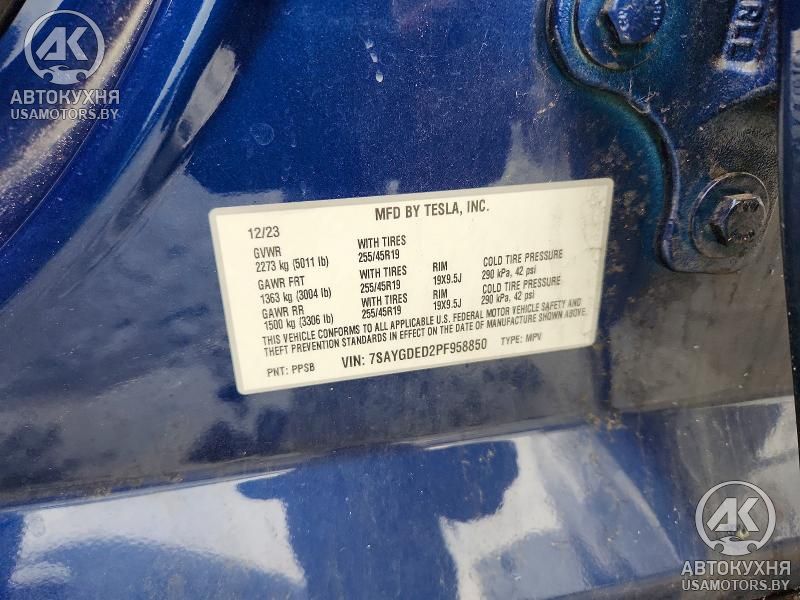 AK
АВТОКУХНЯ
USAMOTORS.BY
MFD BY TESLA, INC.
12/23
GVWR WITH TIRES
2273 kg (5011 lb) 255/45R19
GAWR FRT WITH TIRES RIM COLD TIRE PRESSURE
1363 kg (3004 lb) 255/45R19 19X9.5J 290 kPa, 42 psi
GAWR RR WITH TIRES RIM COLD TIRE PRESSURE
1500 kg (3306 lb) 255/45R19 19X9.5J 290 kPa, 42 psi
THIS VEHICLE CONFORMS TO ALL APPLICABLE U.S. FEDERAL MOTOR VEHICLE SAFETY AND
THEFT PREVENTION STANDARDS IN EFFECT ON THE DATE OF MANUFACTURE SHOWN ABOVE.
PNT: PPSB VIN: 7SAYGDED2PF958850 TYPE: MPV
AK
АВТОКУХНЯ
USAMOTORS.BY